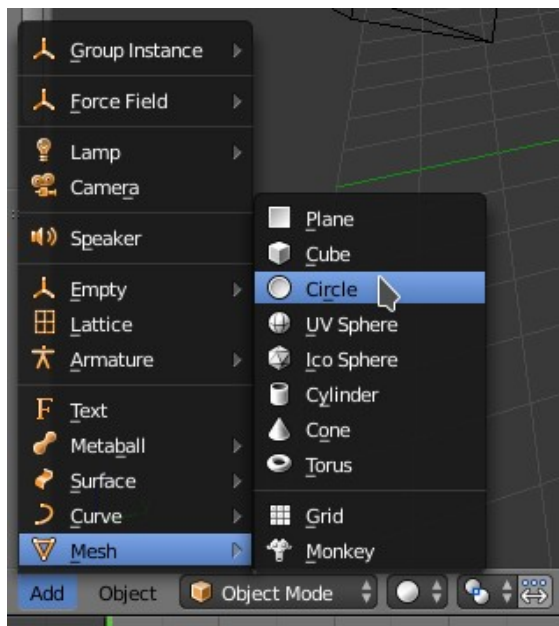 Group Instance
Force Field
Lamp
Camera
Speaker
Empty
Lattice
Armature
Text
Metaball
Surface
Curve
Mesh
Plane
Cube
Circle
UV Sphere
Ico Sphere
Cylinder
Cone
Torus
Grid
Monkey
Add Object Object Mode